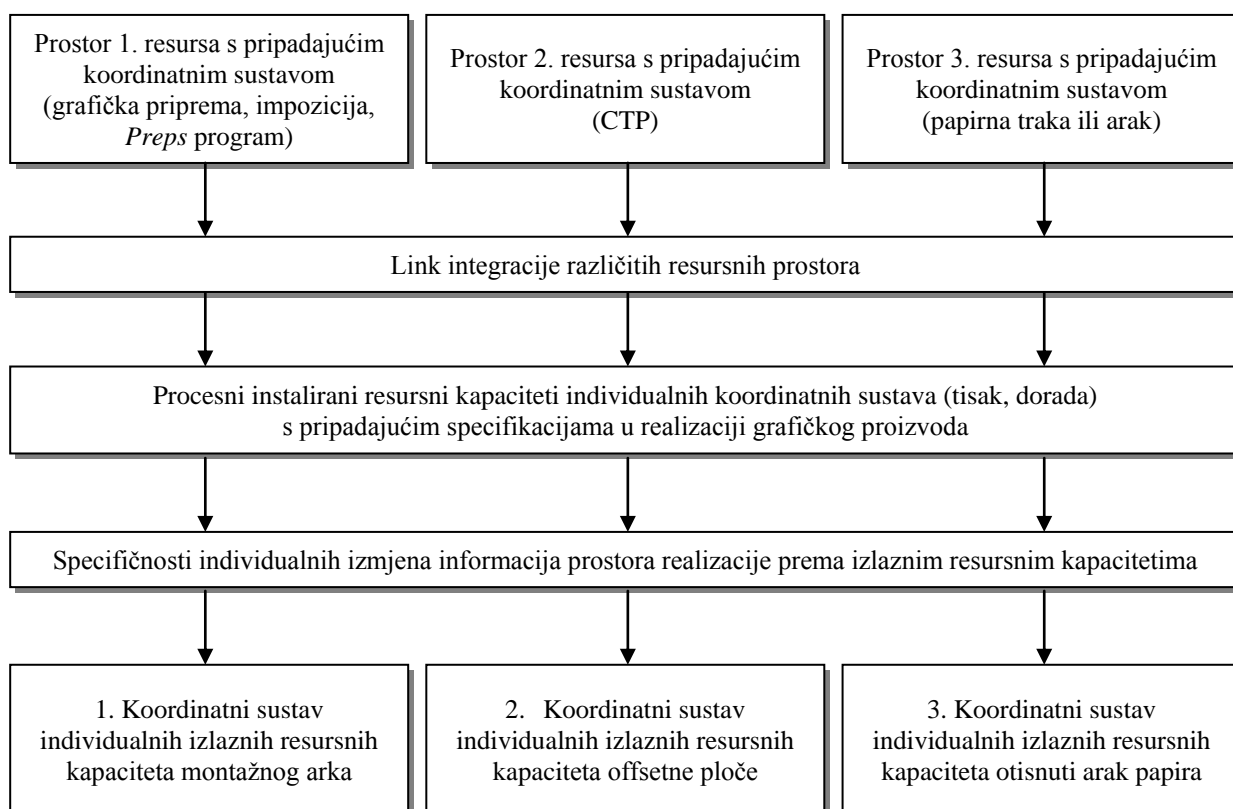 Prostor 1. resursa s pripadajućim
koordinatnim sustavom
(grafička priprema, impozicija,
Preps program)
Prostor 2. resursa s pripadajućim
koordinatnim sustavom
(CTP)
Prostor 3. resursa s pripadajućim
koordinatnim sustavom
(papirna traka ili arak)
Link integracije različitih resursnih prostora
Procesni instalirani resursni kapaciteti individualnih koordinatnih sustava (tisak, dorada)
s pripadajućim specifikacijama u realizaciji grafičkog proizvoda
Specifičnosti individualnih izmjena informacija prostora realizacije prema izlaznim resursnim kapacitetima
1. Koordinatni sustav
individualnih izlaznih resursnih
kapaciteta montažnog arka
2. Koordinatni sustav
individualnih izlaznih resursnih
kapaciteta offsetne ploče
3. Koordinatni sustav
individualnih izlaznih resursnih
kapaciteta otisnuti arak papira